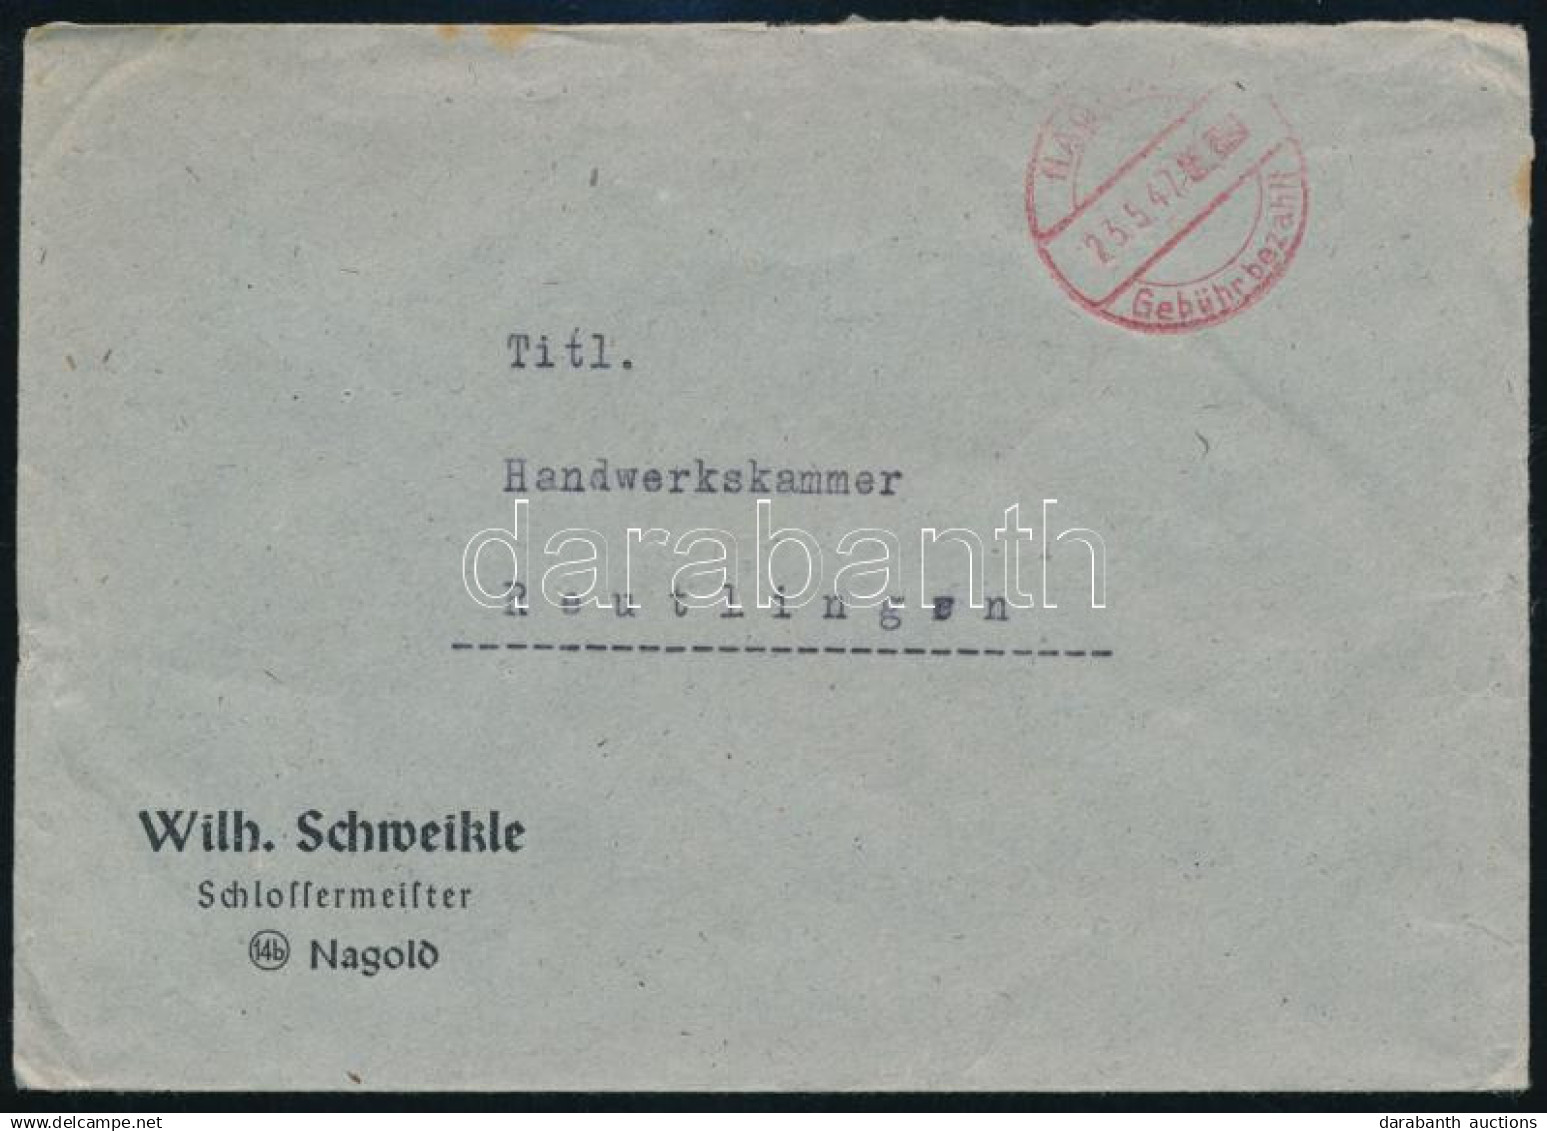 23.5.47
Gebühr bezahlt
Titl.
Handwerkskammer
darabanth
Reutlingen
Wilh. Schweikle
Schloſſermeiſter
14b Nagold
darabanth auctions